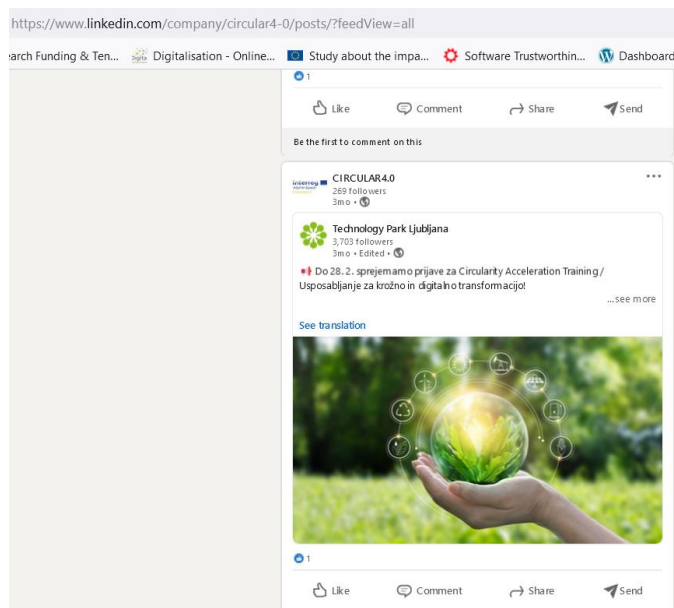 https://www.linkedin.com/company/circular4-0/posts/?feedView=all
earch Funding & Ten... Digitalisation - Online... Study about the impa... Software Trustworthin... Dashboard
1
Like Comment Share Send
Be the first to comment on this
CIRCULAR4.0
269 followers
3mo •
Interreg
Technology Park Ljubljana
3,703 followers
3mo • Edited •
Do 28. 2. sprejemamo prijave za Circularity Acceleration Training /
Usposabljanje za krožno in digitalno transformacijo!
...see more
See translation
1
Like Comment Share Send